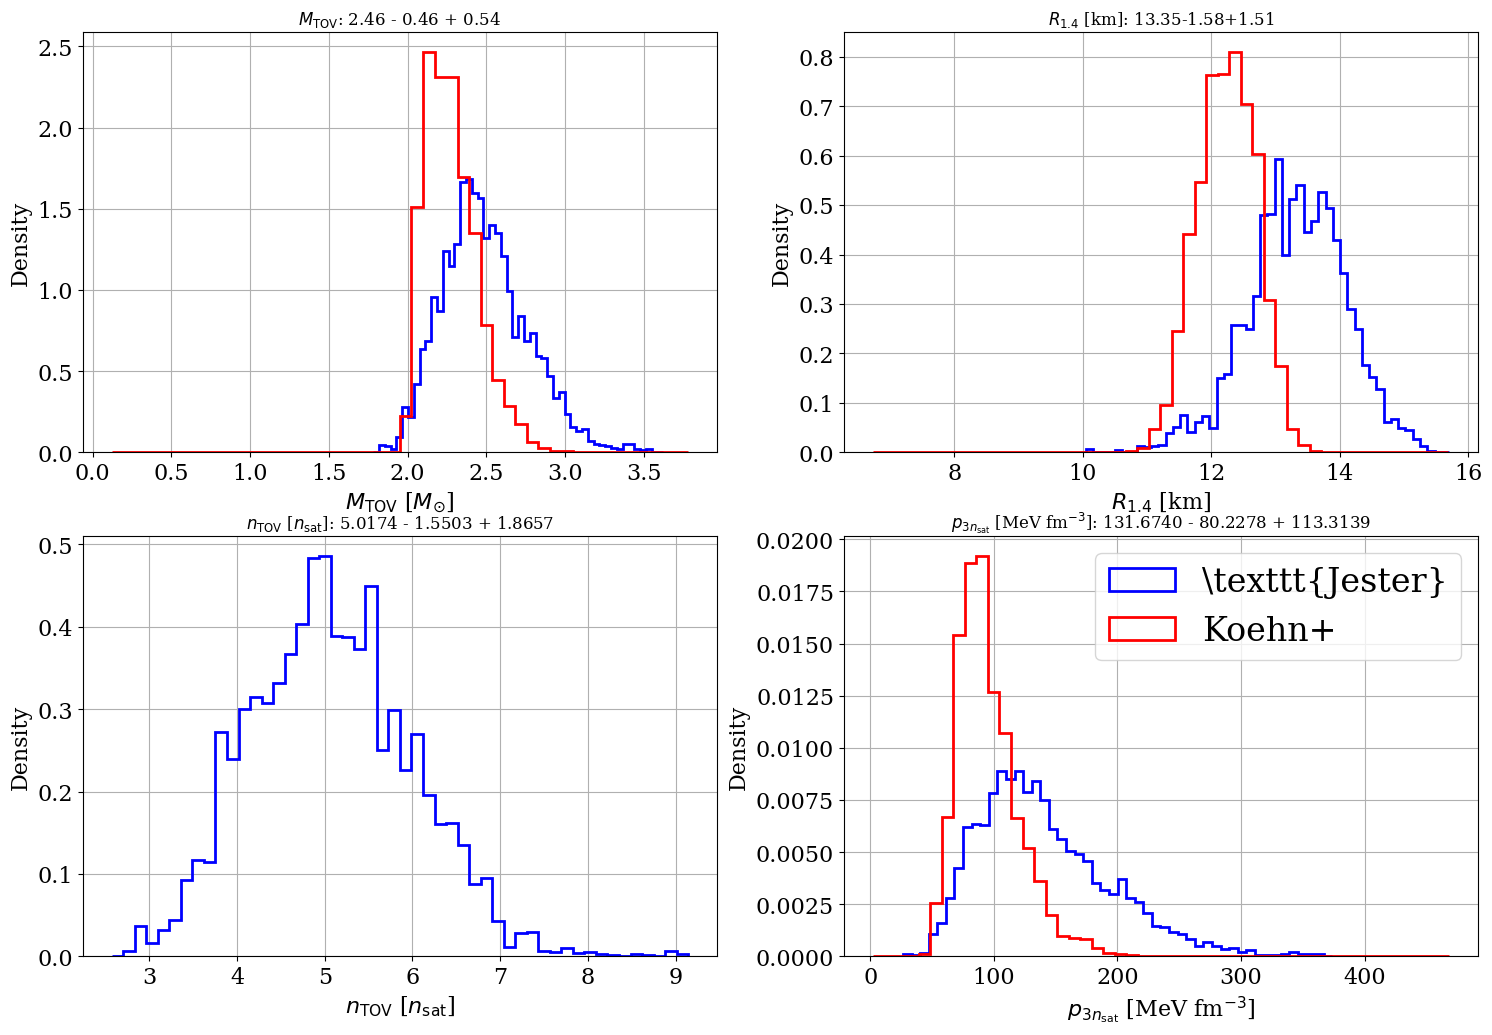 M_TOV: 2.46 - 0.46 + 0.54
2.5
2.0
1.5
1.0
0.5
0.0
Density
0.0 0.5 1.0 1.5 2.0 2.5 3.0 3.5
M_TOV [M_⊙]
R_1.4 [km]: 13.35-1.58+1.51
0.8
0.7
0.6
0.5
0.4
0.3
0.2
0.1
0.0
Density
8 10 12 14 16
R_1.4 [km]
n_TOV [n_sat]: 5.0174 - 1.5503 + 1.8657
0.5
0.4
0.3
0.2
0.1
0.0
Density
3 4 5 6 7 8 9
n_TOV [n_sat]
p_3n_sat [MeV fm^−3]: 131.6740 - 80.2278 + 113.3139
0.0200
0.0175
0.0150
0.0125
0.0100
0.0075
0.0050
0.0025
0.0000
Density
\texttt{Jester}
Koehn+
0 100 200 300 400
p_3n_sat [MeV fm^−3]